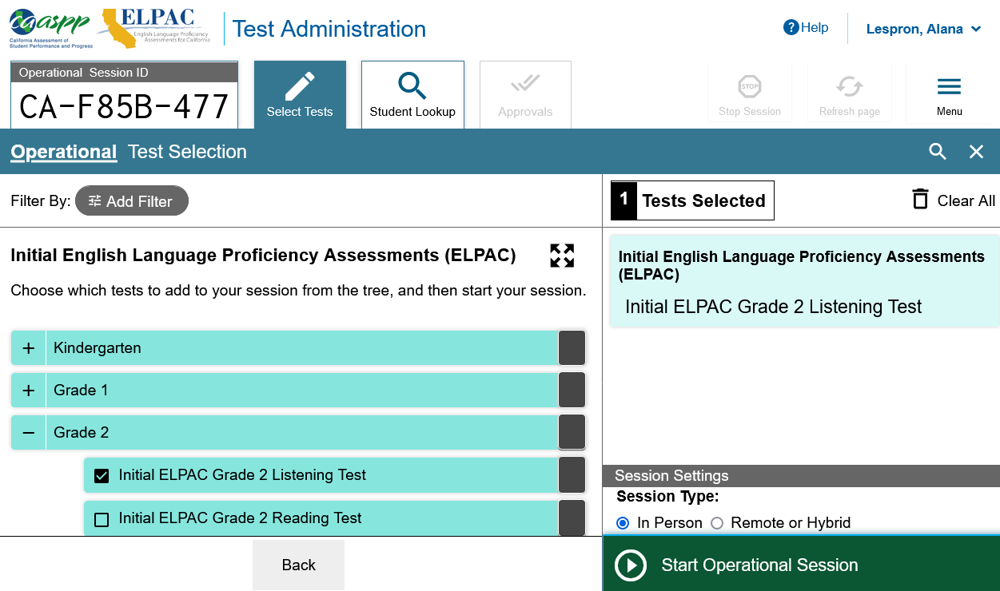 caaspp
California Assessment of
Student Performance and Progress
ELPAC
English Language Proficiency
Assessments for California
Test Administration
? Help
Lespron, Alana
Operational Session ID
CA-F85B-477
Select Tests
Student Lookup
Approvals
STOP
Stop Session
Refresh page
Menu
Operational Test Selection
Filter By: Add Filter
1 Tests Selected
Clear All
Initial English Language Proficiency Assessments (ELPAC)
Choose which tests to add to your session from the tree, and then start your session.
+ Kindergarten
+ Grade 1
− Grade 2
Initial ELPAC Grade 2 Listening Test
Initial ELPAC Grade 2 Reading Test
Back
Initial English Language Proficiency Assessments
(ELPAC)
Initial ELPAC Grade 2 Listening Test
Session Settings
Session Type:
In Person Remote or Hybrid
Start Operational Session